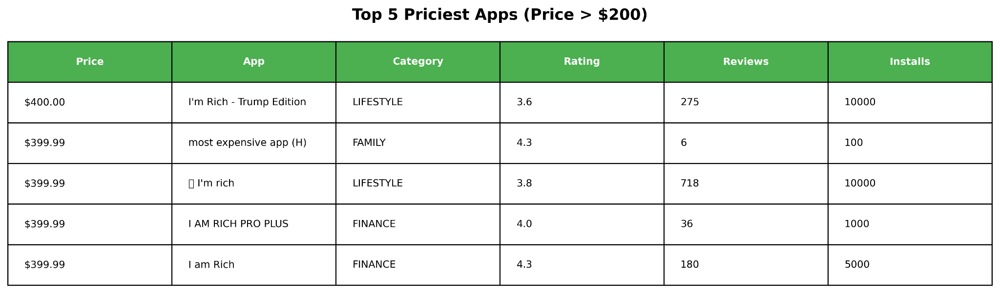 Top 5 Priciest Apps (Price > $200)
Price App Category Rating Reviews Installs
$400.00 I'm Rich - Trump Edition LIFESTYLE 3.6 275 10000
$399.99 most expensive app (H) FAMILY 4.3 6 100
$399.99 I'm rich LIFESTYLE 3.8 718 10000
$399.99 I AM RICH PRO PLUS FINANCE 4.0 36 1000
$399.99 I am Rich FINANCE 4.3 180 5000